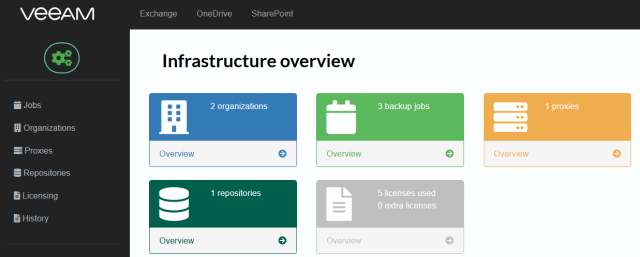 veeAM
Exchange OneDrive SharePoint
Infrastructure overview
Jobs
Organizations
Proxies
Repositories
Licensing
History
2 organizations
Overview
3 backup jobs
Overview
1 proxies
Overview
1 repositories
Overview
5 licenses used
0 extra licenses
Overview